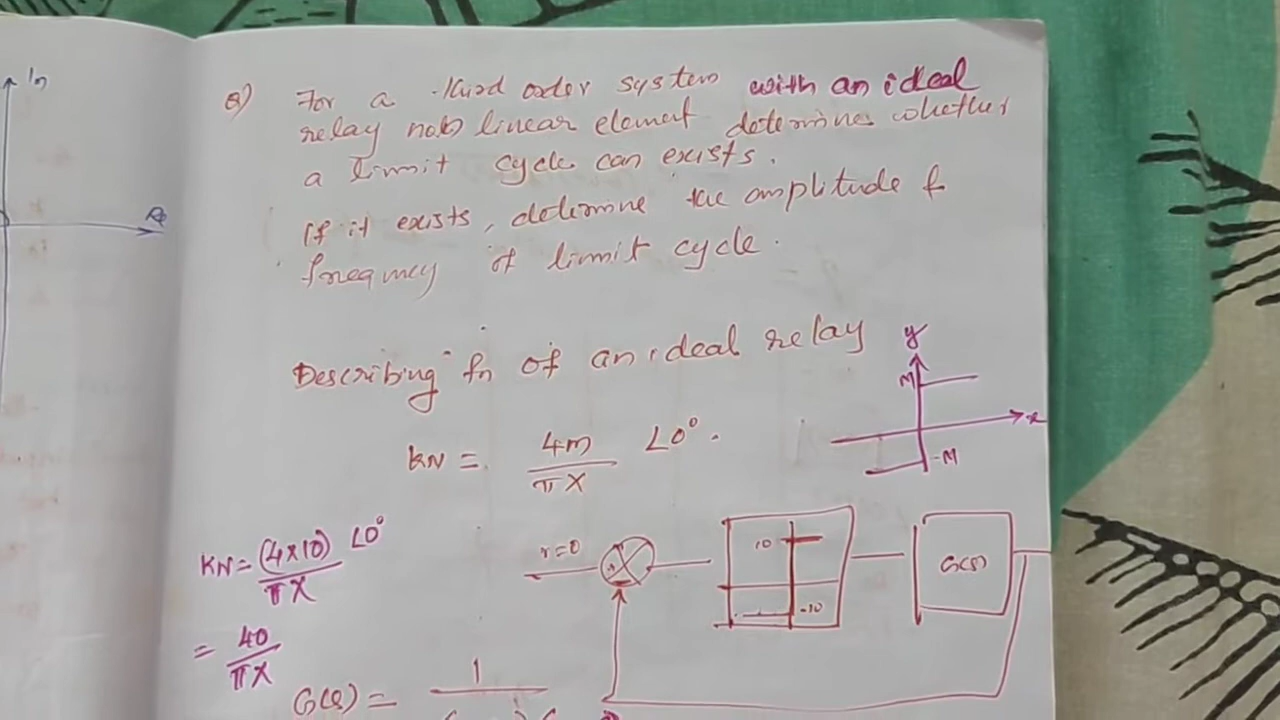 Im
Re
Q) For a third order system with an ideal
relay non linear element determines whether
a limit cycle can exists.
If it exists, determine the amplitude &
frequency of limit cycle.
Describing fn of an ideal relay
KN = 4M / πX ∠0°.
y
M
x
-M
KN = (4×10) / πX ∠0°
= 40 / πX
r=0
10
-10
G(s)
G(s) = 1